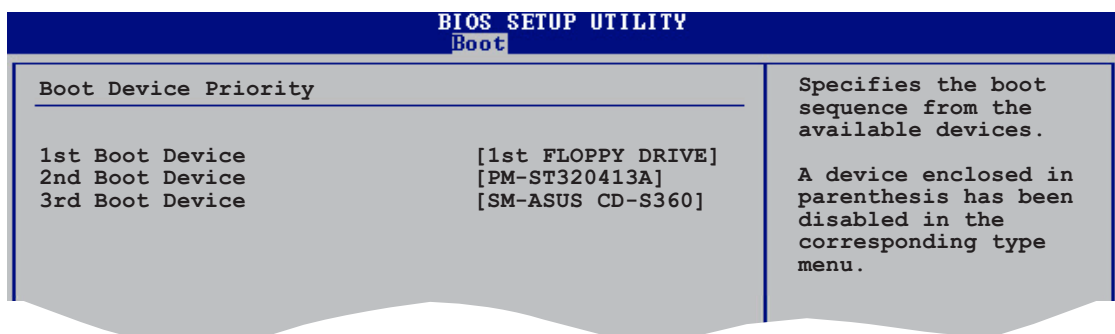 BIOS SETUP UTILITY
Boot
Boot Device Priority
1st Boot Device [1st FLOPPY DRIVE]
2nd Boot Device [PM-ST320413A]
3rd Boot Device [SM-ASUS CD-S360]
Specifies the boot
sequence from the
available devices.
A device enclosed in
parenthesis has been
disabled in the
corresponding type
menu.